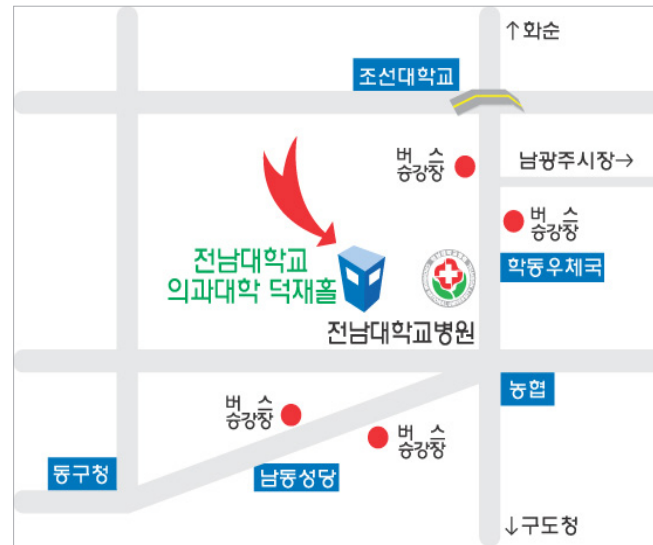 ↑화순
조선대학교
버 스
승강장
남광주시장→
버 스
승강장
전남대학교
의과대학 덕재홀
학동우체국
전남대학교병원
농협
버 스
승강장
버 스
승강장
동구청
남동성당
↓구도청